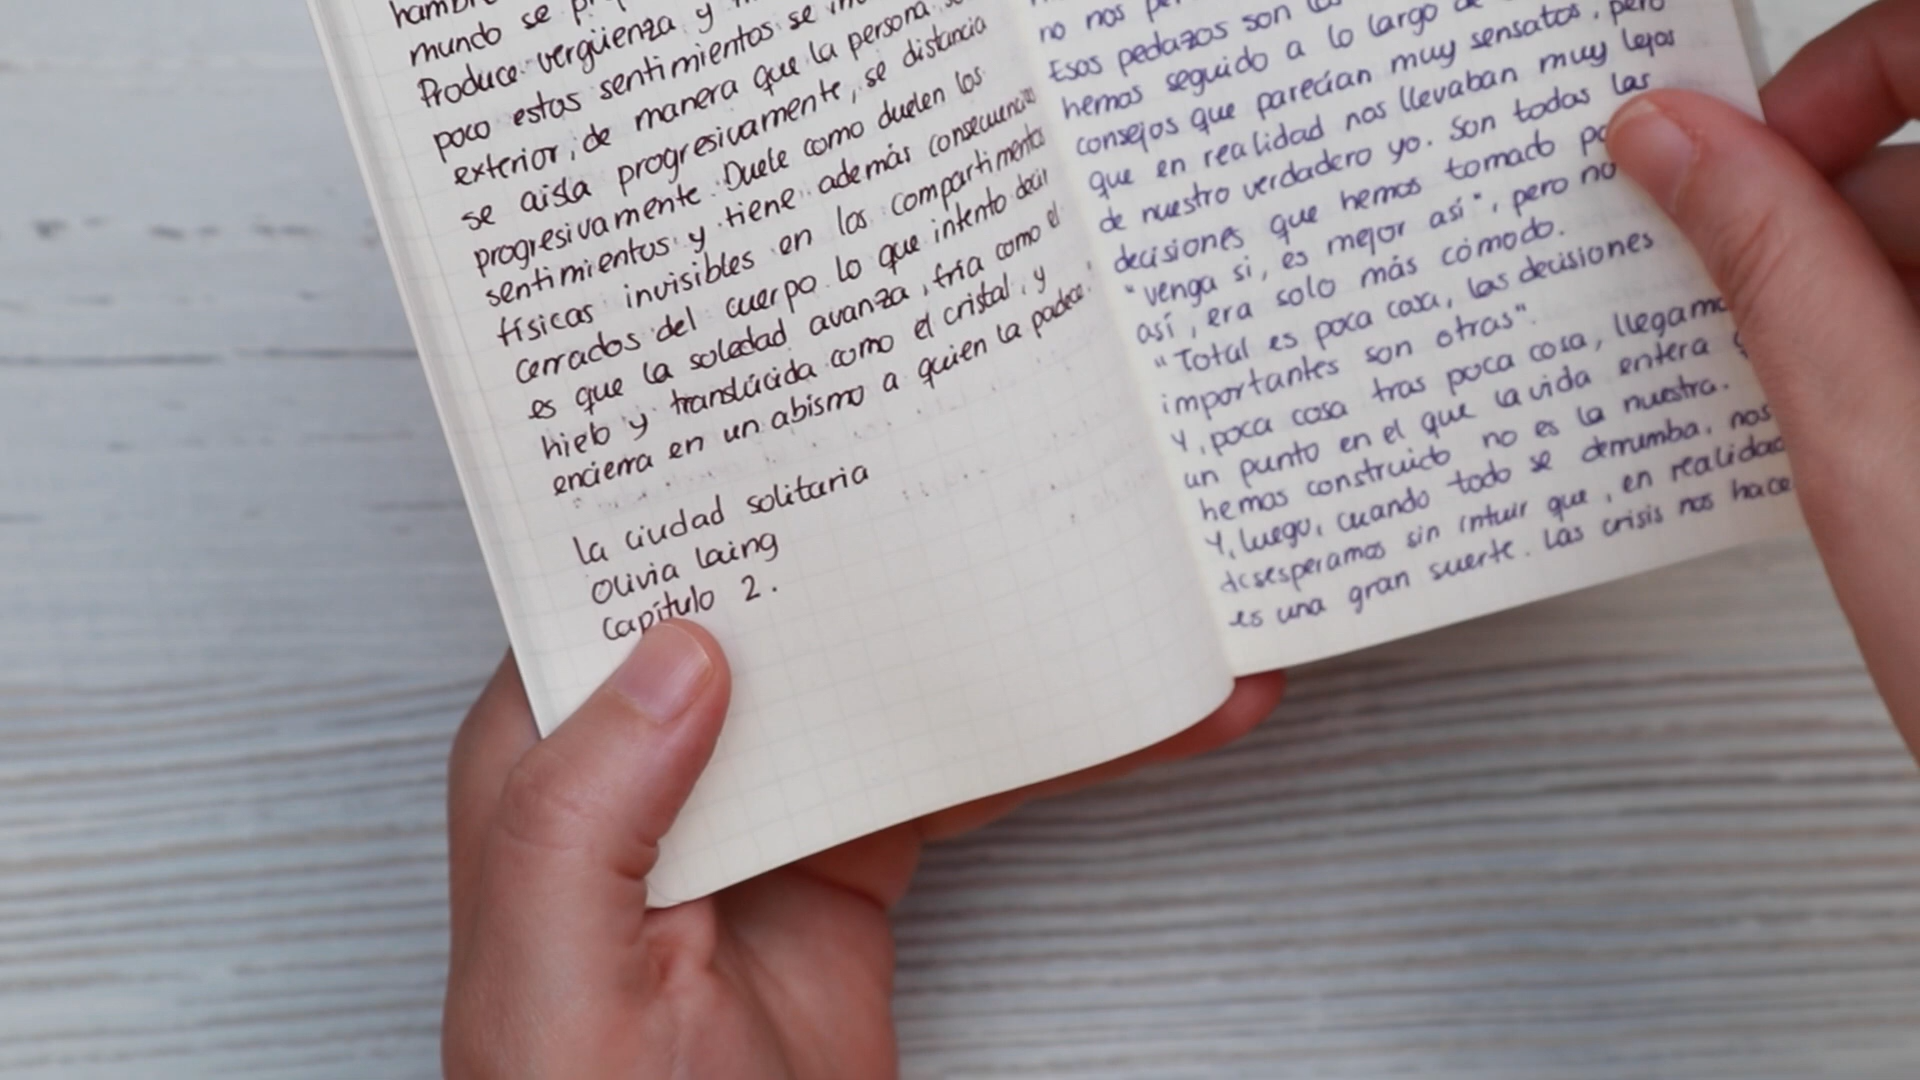 hambre
mundo se
Produce vergüenza y
poco estos sentimientos se
exterior, de manera que la persona
se aisla progresivamente, se distancia
progresivamente. Duele como duelen los
sentimientos y tiene además consecuencias
físicas invisibles en los compartimentos
cerrados del cuerpo. lo que intento decir
es que la soledad avanza, fría como el
hielo y translúcida como el cristal, y
encierra en un abismo a quien la padece.
La ciudad solitaria
Olivia Laing
Capítulo 2.
no nos
Esos pedazos son
hemos seguido a lo largo de
consejos que parecían muy sensatos, pero
que en realidad nos llevaban muy lejos
de nuestro verdadero yo. Son todas las
decisiones que hemos tomado
"venga si, es mejor así", pero no
así, era solo más cómodo.
"Total es poca cosa, las decisiones
importantes son otras".
Y, poca cosa tras poca cosa, llegamos
un punto en el que la vida entera
hemos construido no es la nuestra.
Y, luego, cuando todo se derrumba, nos
desesperamos sin intuir que, en realidad
es una gran suerte. Las crisis nos hace